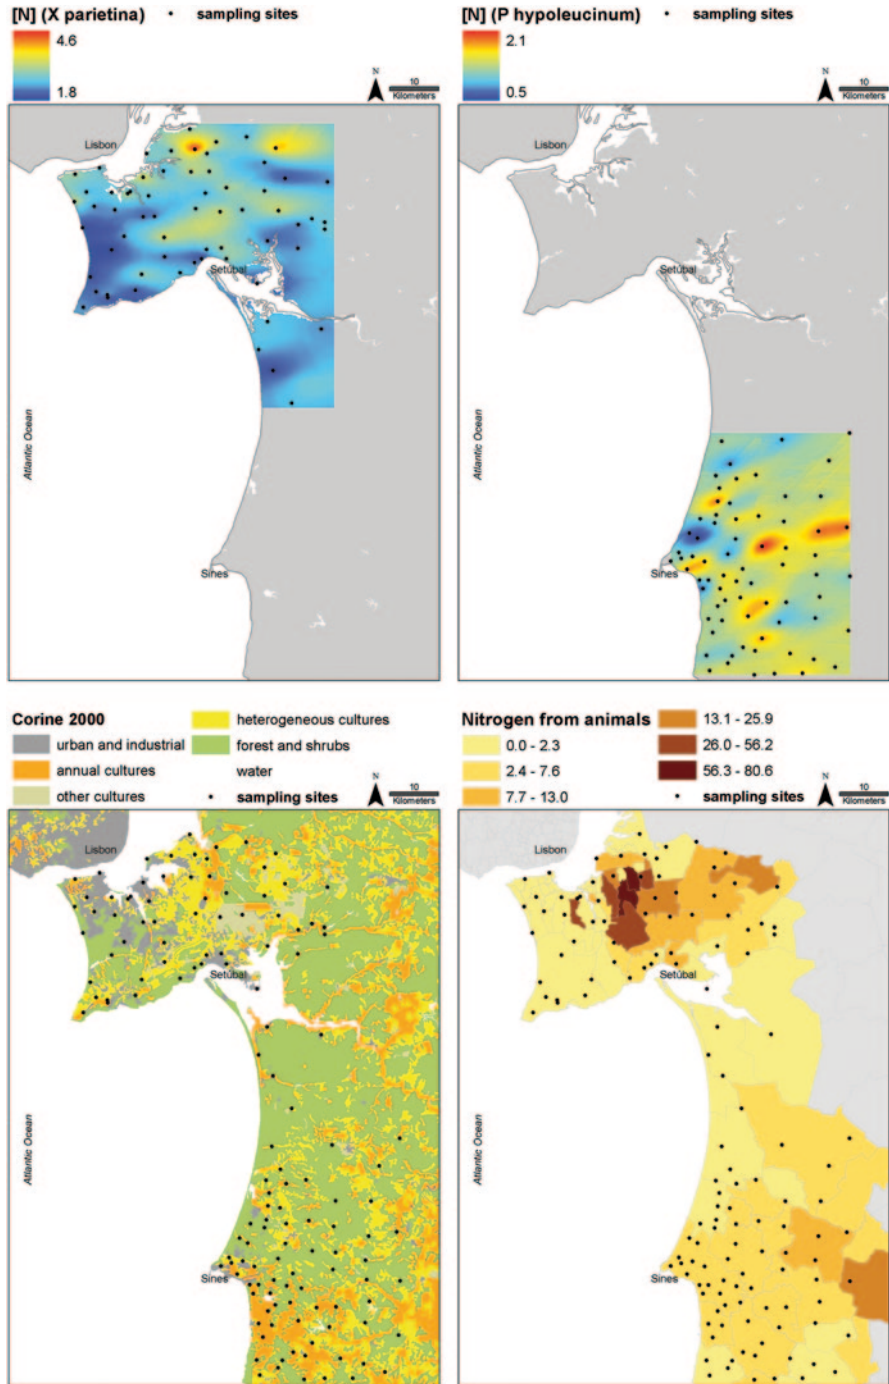 [N] (X parietina)
sampling sites
4.6
1.8
N
10
Kilometers
Lisbon
Setúbal
Atlantic Ocean
Sines
[N] (P hypoleucinum)
sampling sites
2.1
0.5
N
10
Kilometers
Lisbon
Setúbal
Atlantic Ocean
Sines
Corine 2000
urban and industrial
annual cultures
other cultures
heterogeneous cultures
forest and shrubs
water
sampling sites
N
10
Kilometers
Lisbon
Setúbal
Atlantic Ocean
Sines
Nitrogen from animals
0.0 - 2.3
2.4 - 7.6
7.7 - 13.0
13.1 - 25.9
26.0 - 56.2
56.3 - 80.6
sampling sites
N
10
Kilometers
Lisbon
Setúbal
Atlantic Ocean
Sines